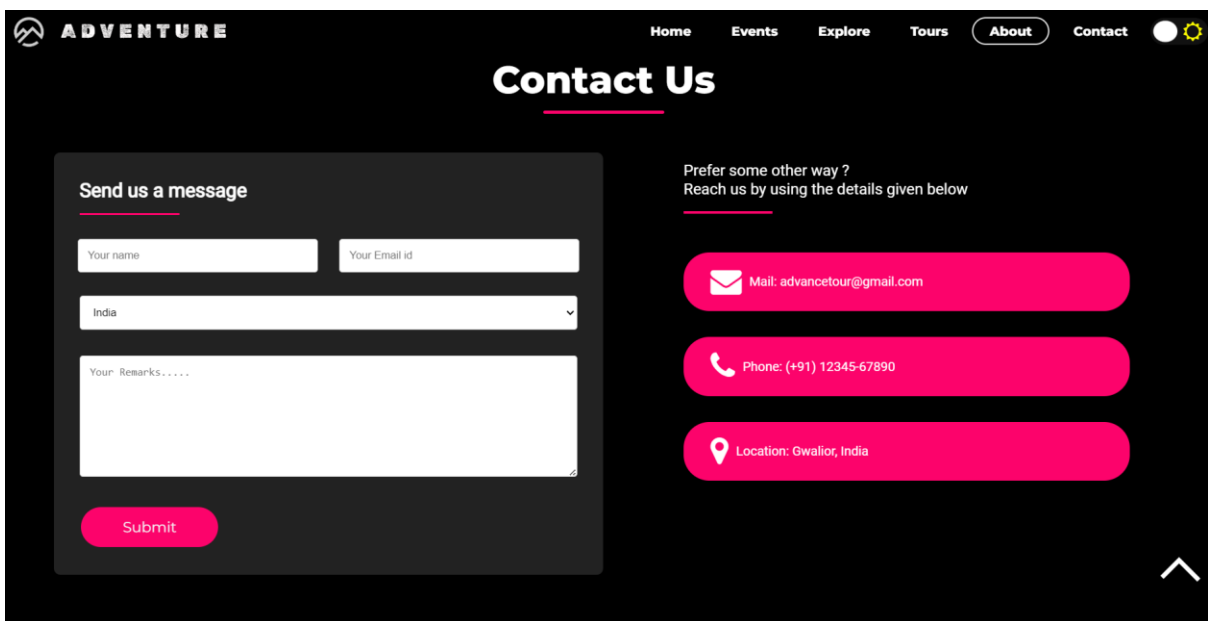 ADVENTURE
Home Events Explore Tours About Contact
Contact Us
Send us a message
Your name
Your Email id
India
Your Remarks.....
Submit
Prefer some other way ?
Reach us by using the details given below
Mail: advancetour@gmail.com
Phone: (+91) 12345-67890
Location: Gwalior, India